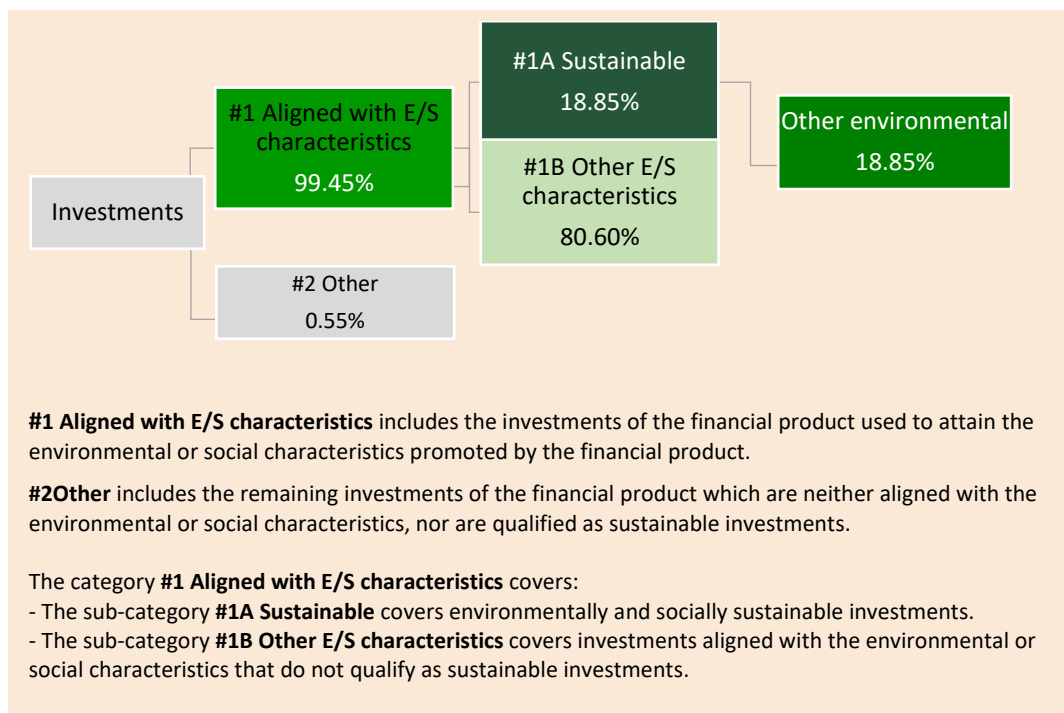 Investments
#1 Aligned with E/S
characteristics
99.45%
#2 Other
0.55%
#1A Sustainable
18.85%
#1B Other E/S
characteristics
80.60%
Other environmental
18.85%
#1 Aligned with E/S characteristics includes the investments of the financial product used to attain the
environmental or social characteristics promoted by the financial product.
#2Other includes the remaining investments of the financial product which are neither aligned with the
environmental or social characteristics, nor are qualified as sustainable investments.
The category #1 Aligned with E/S characteristics covers:
- The sub-category #1A Sustainable covers environmentally and socially sustainable investments.
- The sub-category #1B Other E/S characteristics covers investments aligned with the environmental or
social characteristics that do not qualify as sustainable investments.